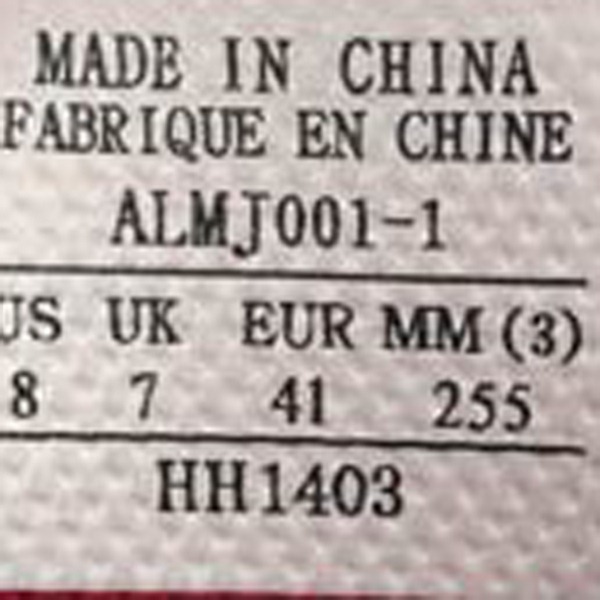 MADE IN CHINA
FABRIQUE EN CHINE
ALMJ001-1
US UK EUR MM (3)
8 7 41 255
HH1403